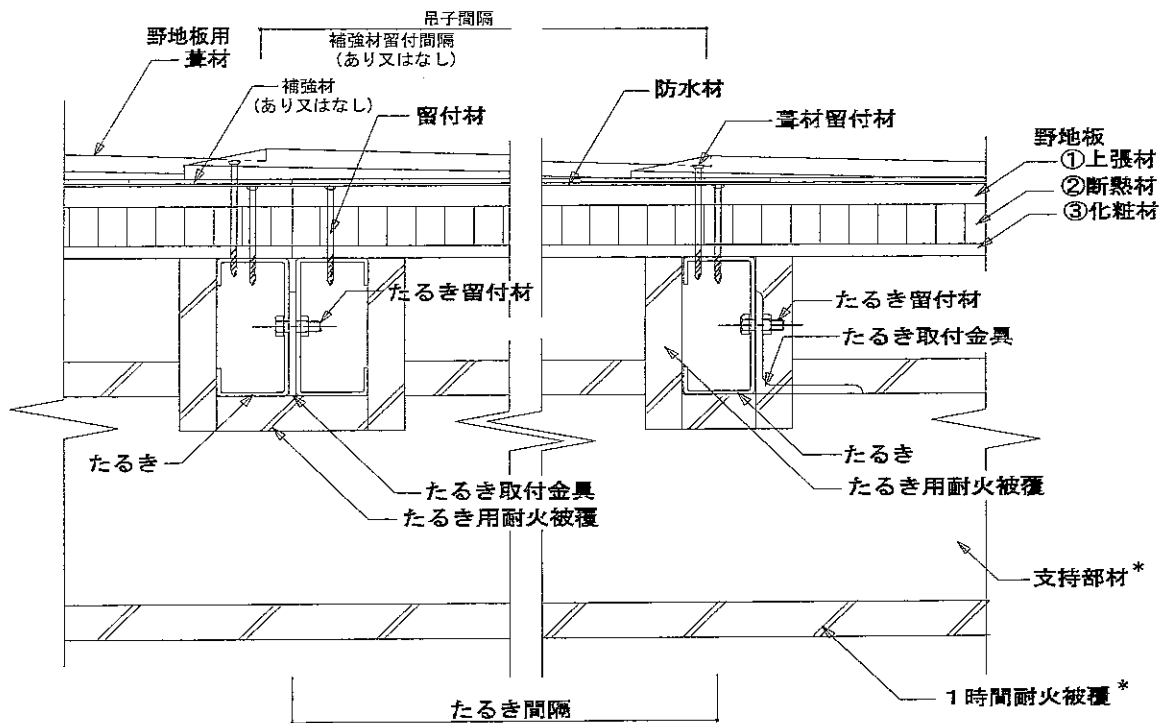 吊子間隔
野地板用
葺材
補強材留付間隔
(あり又はなし)
補強材
(あり又はなし)
留付材
防水材
葺材留付材
野地板
①上張材
②断熱材
③化粧材
たるき留付材
たるき留付材
たるき取付金具
たるき
たるき
たるき取付金具
たるき用耐火被覆
たるき用耐火被覆
支持部材*
1時間耐火被覆*
たるき間隔